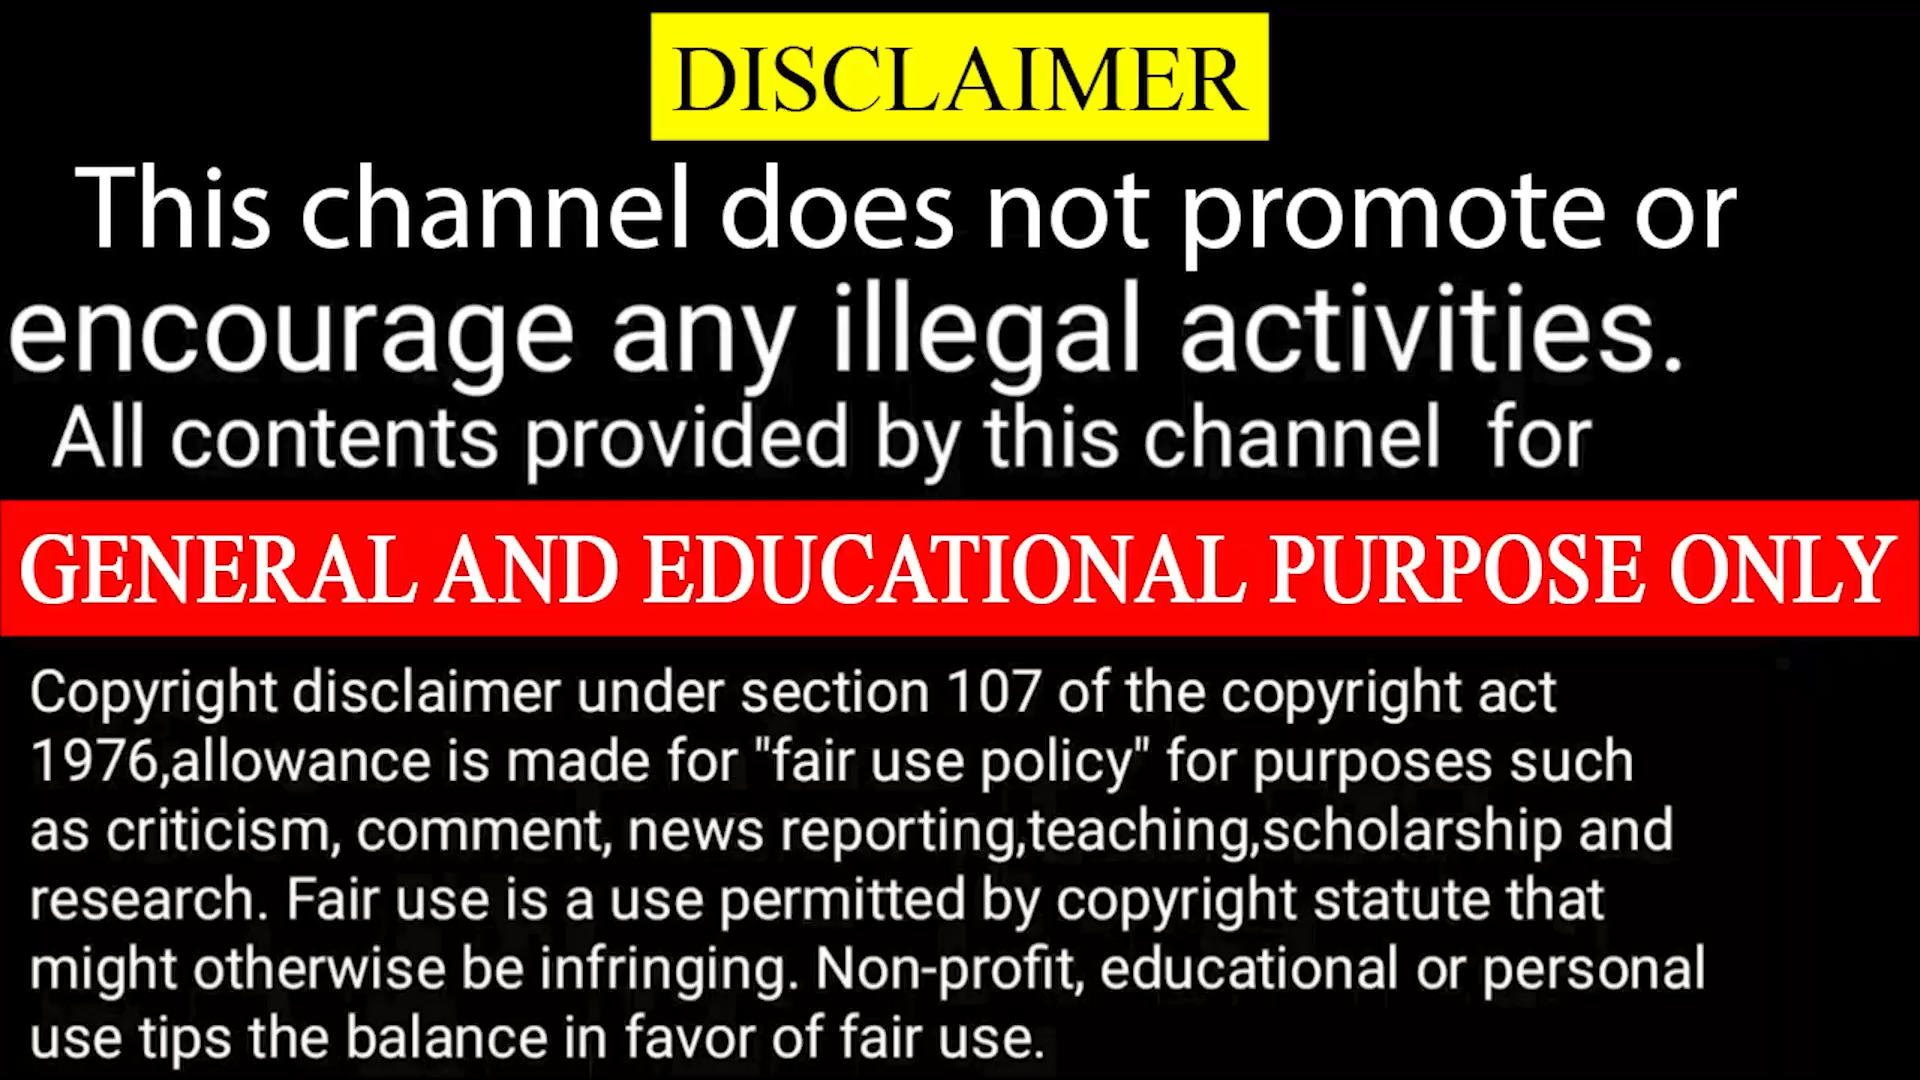 DISCLAIMER
This channel does not promote or
encourage any illegal activities.
All contents provided by this channel for
GENERAL AND EDUCATIONAL PURPOSE ONLY
Copyright disclaimer under section 107 of the copyright act
1976,allowance is made for "fair use policy" for purposes such
as criticism, comment, news reporting,teaching,scholarship and
research. Fair use is a use permitted by copyright statute that
might otherwise be infringing. Non-profit, educational or personal
use tips the balance in favor of fair use.